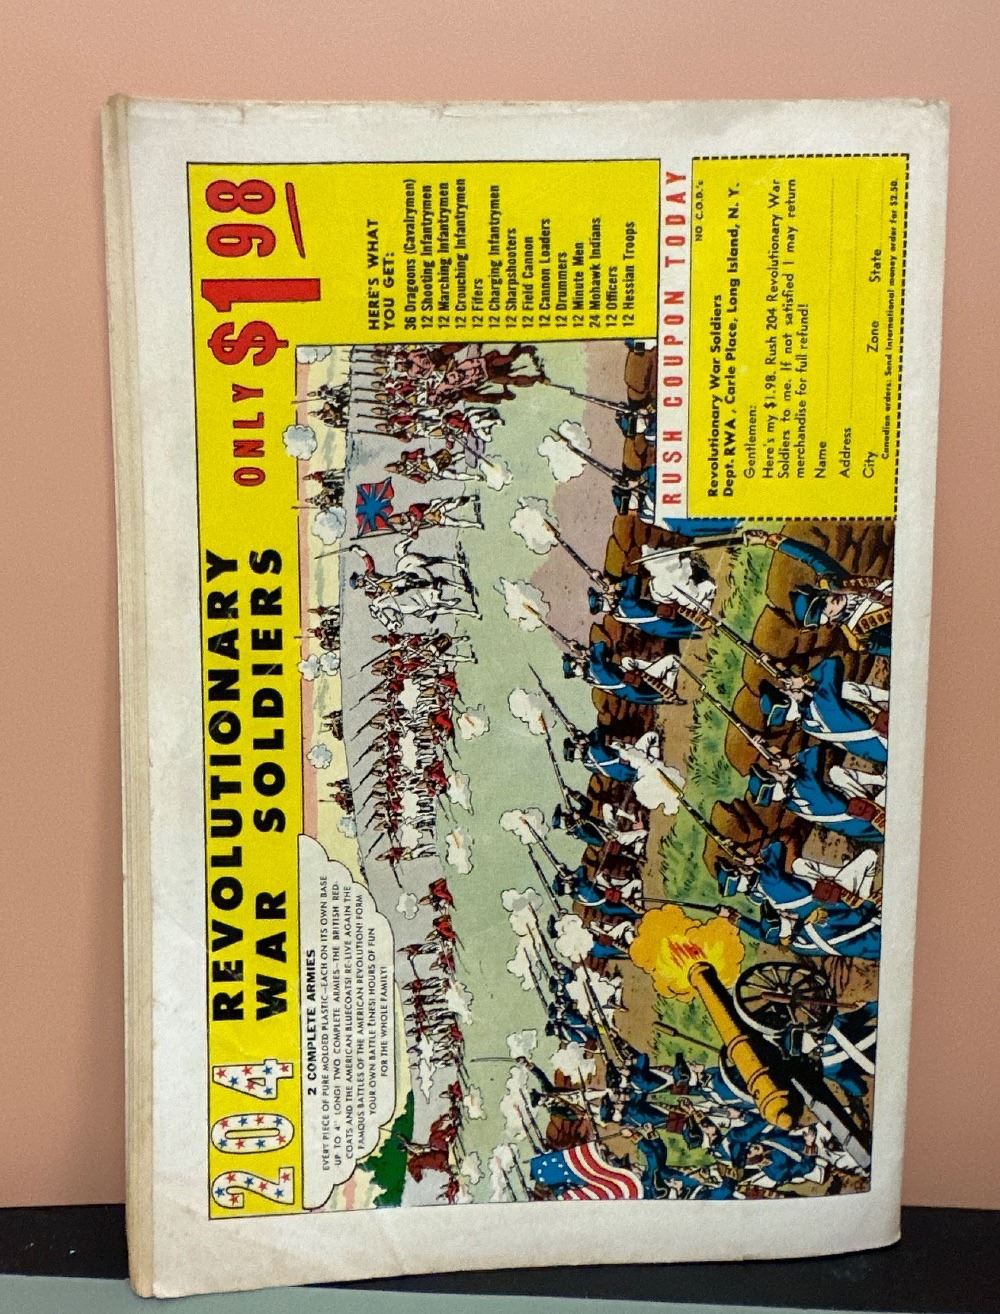 204 REVOLUTIONARY
WAR SOLDIERS
ONLY $1 98
2 COMPLETE ARMIES
EVERY PIECE OF PURE MOLDED PLASTIC—EACH ON ITS OWN BASE
UP TO 4" LONG! TWO COMPLETE ARMIES—THE BRITISH RED-
COATS AND THE AMERICAN BLUECOATS! RE-LIVE AGAIN THE
FAMOUS BATTLES OF THE AMERICAN REVOLUTION! FORM
YOUR OWN BATTLE LINES! HOURS OF FUN
FOR THE WHOLE FAMILY!
HERE'S WHAT
YOU GET:
36 Dragoons (Cavalrymen)
12 Shooting Infantrymen
12 Marching Infantrymen
12 Crouching Infantrymen
12 Fifers
12 Charging Infantrymen
12 Sharpshooters
12 Field Cannon
12 Cannon Loaders
12 Drummers
12 Minute Men
24 Mohawk Indians
12 Officers
12 Hessian Troops
RUSH COUPON TODAY
NO C.O.D.'s
Revolutionary War Soldiers
Dept. RWA, Carle Place, Long Island, N. Y.
Gentlemen:
Here's my $1.98. Rush 204 Revolutionary War
Soldiers to me. If not satisfied I may return
merchandise for full refund!
Name
Address
City Zone State
Canadian orders: Send International money order for $2.50.